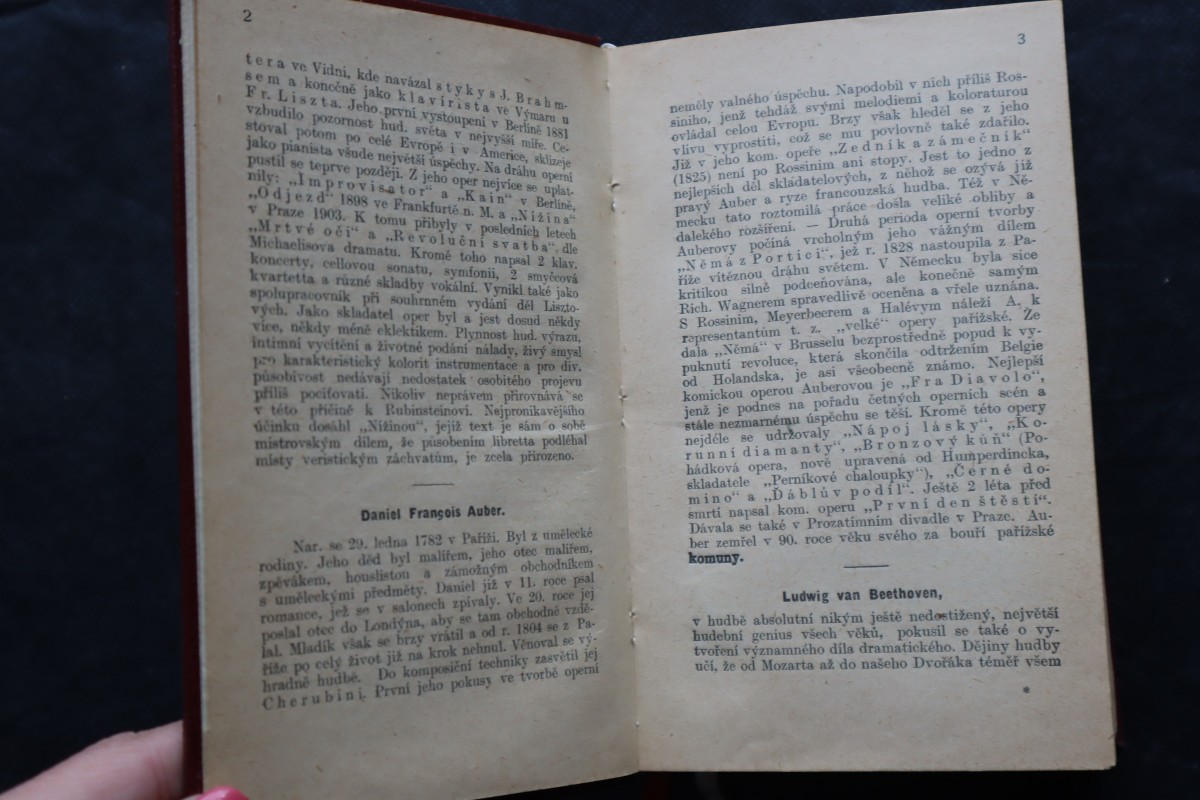 2
tera ve Vídni, kde navázal styky s J. Brahm-
sem a konečně jako klavírista ve Výmaru u
Fr. Liszta. Jeho první vystoupení v Berlíně 1881
vzbudilo pozornost hud. světa v nejvyšší míře. Ce-
stoval potom po celé Evropě i v Americe, sklízeje
jako pianista všude největší úspěchy. Na dráhu operní
pustil se teprve později. Z jeho oper nejvíce se uplat-
nily: „Improvisator“ a „Kain“ v Berlíně,
„Odjezd“ 1898 ve Frankfurtě n. M. a „Nížina“
v Praze 1903. K tomu přibyly v posledních letech
„Mrtvé oči“ a „Revoluční svatba“, dle
Michaelisova dramatu. Kromě toho napsal 2 klav.
koncerty, cellovou sonatu, symfonii, 2 smyčcová
kvartetta a různé skladby vokální. Vynikl také jako
spolupracovník při souhrnném vydání děl Liszto-
vých. Jako skladatel oper byl a jest dosud někdy
více, někdy méně eklektikem. Plynnost hud. výrazu,
intimní vycítění a životné podání nálady, živý smysl
pro karakteristický kolorit instrumentace a pro div.
působivost nedávají nedostatek osobitého projevu
příliš pociťovati. Nikoliv neprávem přirovnává se
v této příčině k Rubinsteinovi. Nejpronikavějšího
účinku dosáhl „Nížinou“, jejíž text je sám o sobě
mistrovským dílem, že působením libretta podléhal
místy veristickým záchvatům, je zcela přirozeno.
Daniel François Auber.
Nar. se 29. ledna 1782 v Paříži. Byl z umělecké
rodiny. Jeho děd byl malířem, jeho otec malířem,
zpěvákem, houslistou a zámožným obchodníkem
s uměleckými předměty. Daniel již v 11. roce psal
romance, jež se v salonech zpívaly. Ve 20. roce jej
poslal otec do Londýna, aby se tam obchodně vzdě-
lal. Mladík však se brzy vrátil a od r. 1804 se z Pa-
říže po celý život již na krok nehnul. Věnoval se vý-
hradně hudbě. Do komposiční techniky zasvětil jej
Cherubini. První jeho pokusy ve tvorbě operní
3
neměly valného úspěchu. Napodobil v nich příliš Ros-
siniho, jenž tehdáž svými melodiemi a koloraturou
ovládal celou Evropu. Brzy však hleděl se z jeho
vlivu vyprostiti, což se mu povlovně také zdařilo.
Již v jeho kom. opeře „Zedník a zámečník“
(1825) není po Rossinim ani stopy. Jest to jedno z
nejlepších děl skladatelových, z něhož se ozývá již
pravý Auber a ryze francouzská hudba. Též v Ně-
mecku tato roztomilá práce došla veliké obliby a
dalekého rozšíření. — Druhá perioda operní tvorby
Auberovy počíná vrcholným jeho vážným dílem
„Němá z Portici“, jež r. 1828 nastoupila z Pa-
říže vítěznou dráhu světem. V Německu byla sice
kritikou silně podceňována, ale konečně samým
Rich. Wagnerem spravedlivě oceněna a vřele uznána.
S Rossinim, Meyerbeerem a Halévym náleží A. k
representantům t. z. „velké“ opery pařížské. Že
dala „Němá“ v Brusselu bezprostředně popud k vy-
puknutí revoluce, která skončila odtržením Belgie
od Holandska, je asi všeobecně známo. Nejlepší
komickou operou Auberovou je „Fra Diavolo“,
jenž je podnes na pořadu četných operních scén a
stále nezmarnému úspěchu se těší. Kromě této opery
nejdéle se udržovaly „Nápoj lásky“, „Ko-
runní diamanty“, „Bronzový kůň“ (Po-
hádková opera, nově upravená od Humperdincka,
skladatele „Perníkové chaloupky“), „Černé do-
mino“ a „Ďáblův podíl“. Ještě 2 léta před
smrtí napsal kom. operu „První den štěstí“.
Dávala se také v Prozatímním divadle v Praze. Au-
ber zemřel v 90. roce věku svého za bouří pařížské
komuny.
Ludwig van Beethoven,
v hudbě absolutní nikým ještě nedostižený, největší
hudební genius všech věků, pokusil se také o vy-
tvoření významného díla dramatického. Dějiny hudby
učí, že od Mozarta až do našeho Dvořáka téměř všem
*